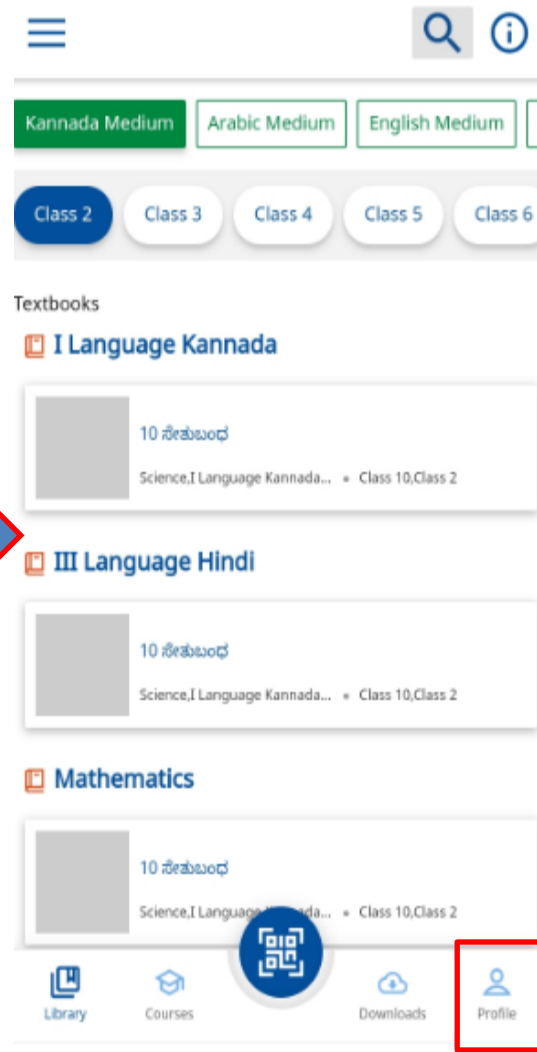 Kannada Medium Arabic Medium English Medium
Class 2 Class 3 Class 4 Class 5 Class 6
Textbooks
I Language Kannada
10 ಸೇತುಬಂಧ
Science,I Language Kannada... Class 10,Class 2
III Language Hindi
10 ಸೇತುಬಂಧ
Science,I Language Kannada... Class 10,Class 2
Mathematics
10 ಸೇತುಬಂಧ
Science,I Language da... Class 10,Class 2
Library Courses Downloads Profile